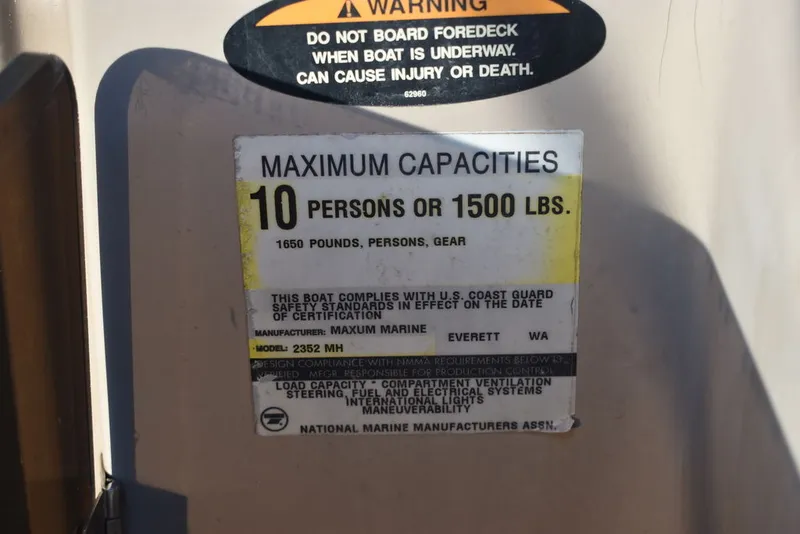 WARNING
DO NOT BOARD FOREDECK
WHEN BOAT IS UNDERWAY.
CAN CAUSE INJURY OR DEATH.
62960
MAXIMUM CAPACITIES
10 PERSONS OR 1500 LBS.
1650 POUNDS, PERSONS, GEAR
THIS BOAT COMPLIES WITH U.S. COAST GUARD
SAFETY STANDARDS IN EFFECT ON THE DATE
OF CERTIFICATION
MANUFACTURER: MAXUM MARINE EVERETT WA
MODEL: 2352 MH
DESIGN COMPLIANCE WITH NMMA REQUIREMENTS BELOW IS
VERIFIED. MFGR. RESPONSIBLE FOR PRODUCTION CONTROL
LOAD CAPACITY * COMPARTMENT VENTILATION
STEERING, FUEL AND ELECTRICAL SYSTEMS
INTERNATIONAL LIGHTS
MANEUVERABILITY
NATIONAL MARINE MANUFACTURERS ASSN.